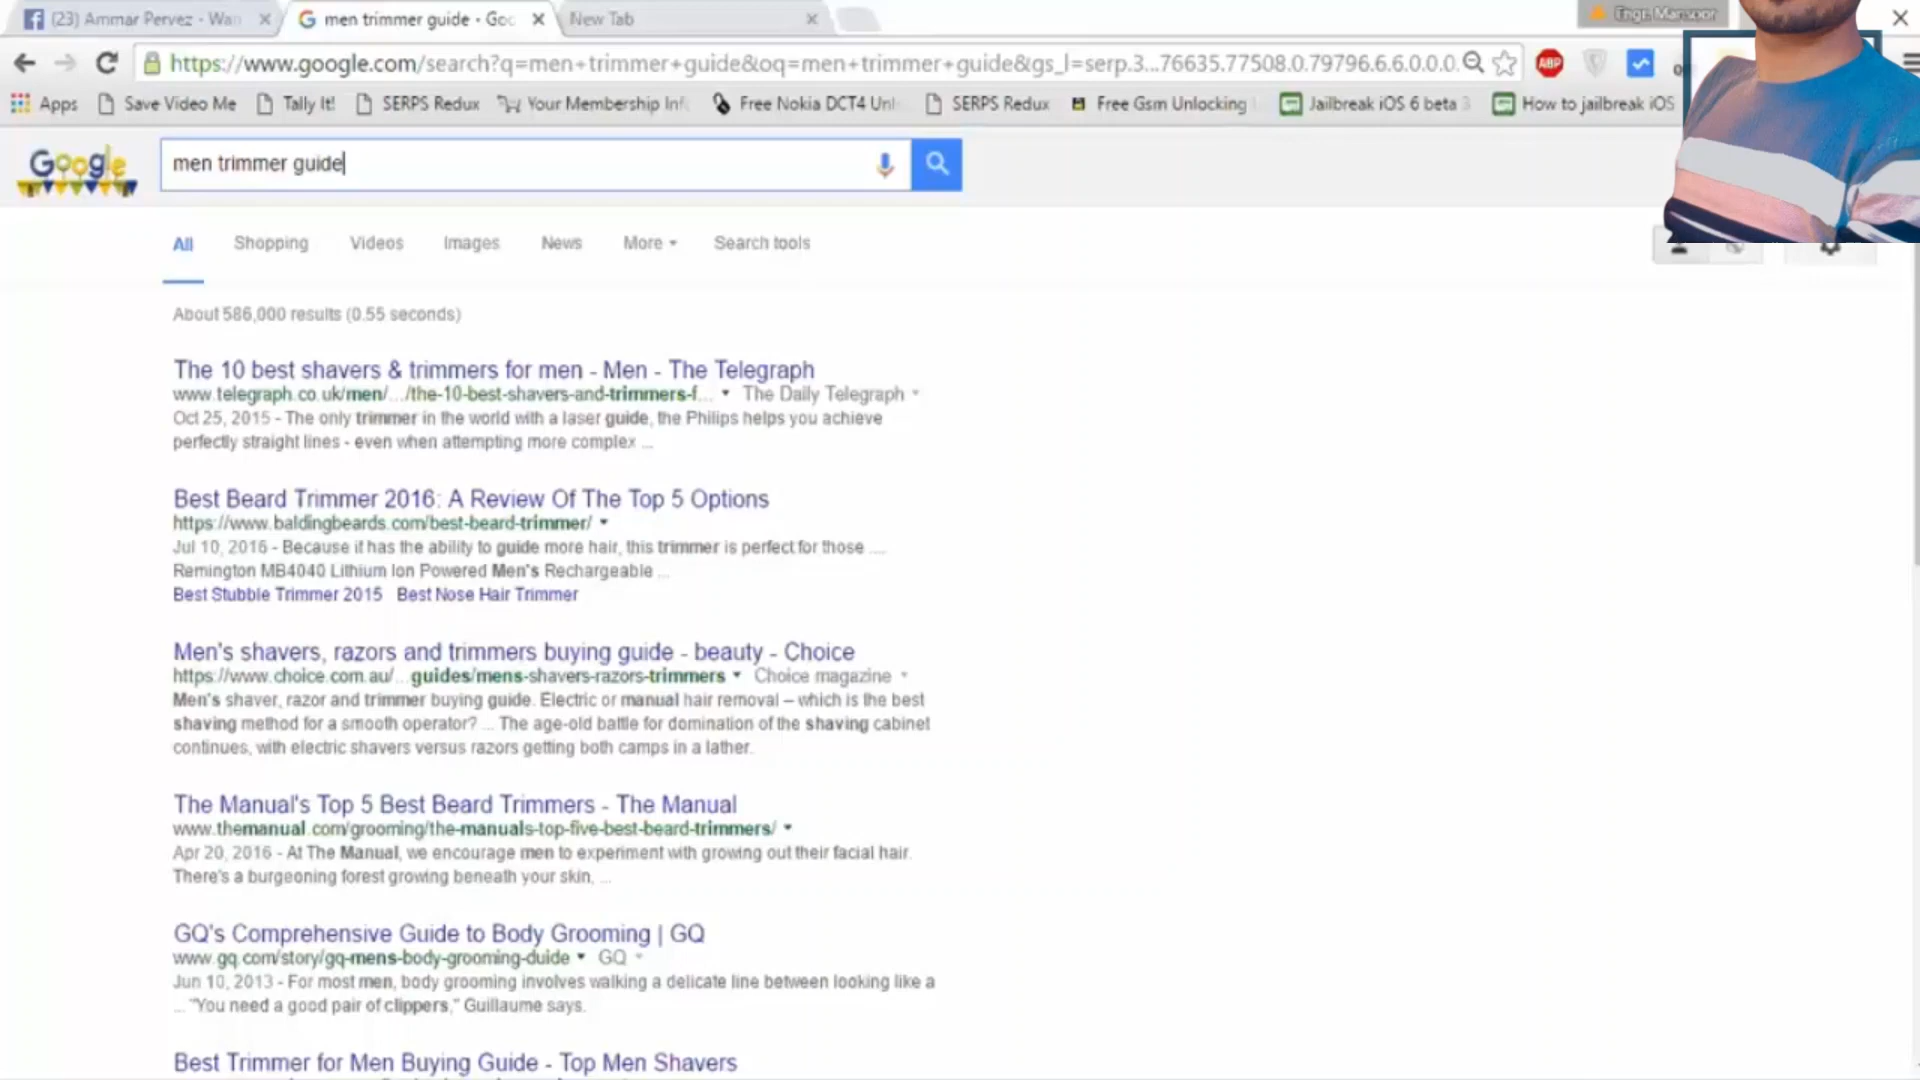 (23) Ammar Pervez - Wan
men trimmer guide - Goo
New Tab
Engr. Mansoor
https://www.google.com/search?q=men+trimmer+guide&oq=men+trimmer+guide&gs_l=serp.3...76635.77508.0.79796.6.6.0.0.0.
ABP
Apps
Save Video Me
Tally It!
SERPS Redux
Your Membership Inf
Free Nokia DCT4 Unl
SERPS Redux
Free Gsm Unlocking
Jailbreak iOS 6 beta 3
How to jailbreak iOS
Google
men trimmer guide
All
Shopping
Videos
Images
News
More
Search tools
About 586,000 results (0.55 seconds)
The 10 best shavers & trimmers for men - Men - The Telegraph
www.telegraph.co.uk/men/.../the-10-best-shavers-and-trimmers-f... The Daily Telegraph
Oct 25, 2015 - The only trimmer in the world with a laser guide, the Philips helps you achieve
perfectly straight lines - even when attempting more complex ...
Best Beard Trimmer 2016: A Review Of The Top 5 Options
https://www.baldingbeards.com/best-beard-trimmer/
Jul 10, 2016 - Because it has the ability to guide more hair, this trimmer is perfect for those ....
Remington MB4040 Lithium Ion Powered Men's Rechargeable ...
Best Stubble Trimmer 2015 Best Nose Hair Trimmer
Men's shavers, razors and trimmers buying guide - beauty - Choice
https://www.choice.com.au/...guides/mens-shavers-razors-trimmers Choice magazine
Men's shaver, razor and trimmer buying guide. Electric or manual hair removal – which is the best
shaving method for a smooth operator? ... The age-old battle for domination of the shaving cabinet
continues, with electric shavers versus razors getting both camps in a lather.
The Manual's Top 5 Best Beard Trimmers - The Manual
www.themanual.com/grooming/the-manuals-top-five-best-beard-trimmers/
Apr 20, 2016 - At The Manual, we encourage men to experiment with growing out their facial hair.
There's a burgeoning forest growing beneath your skin, ...
GQ's Comprehensive Guide to Body Grooming | GQ
www.gq.com/story/gq-mens-body-grooming-duide GQ
Jun 10, 2013 - For most men, body grooming involves walking a delicate line between looking like a
... "You need a good pair of clippers," Guillaume says.
Best Trimmer for Men Buying Guide - Top Men Shavers